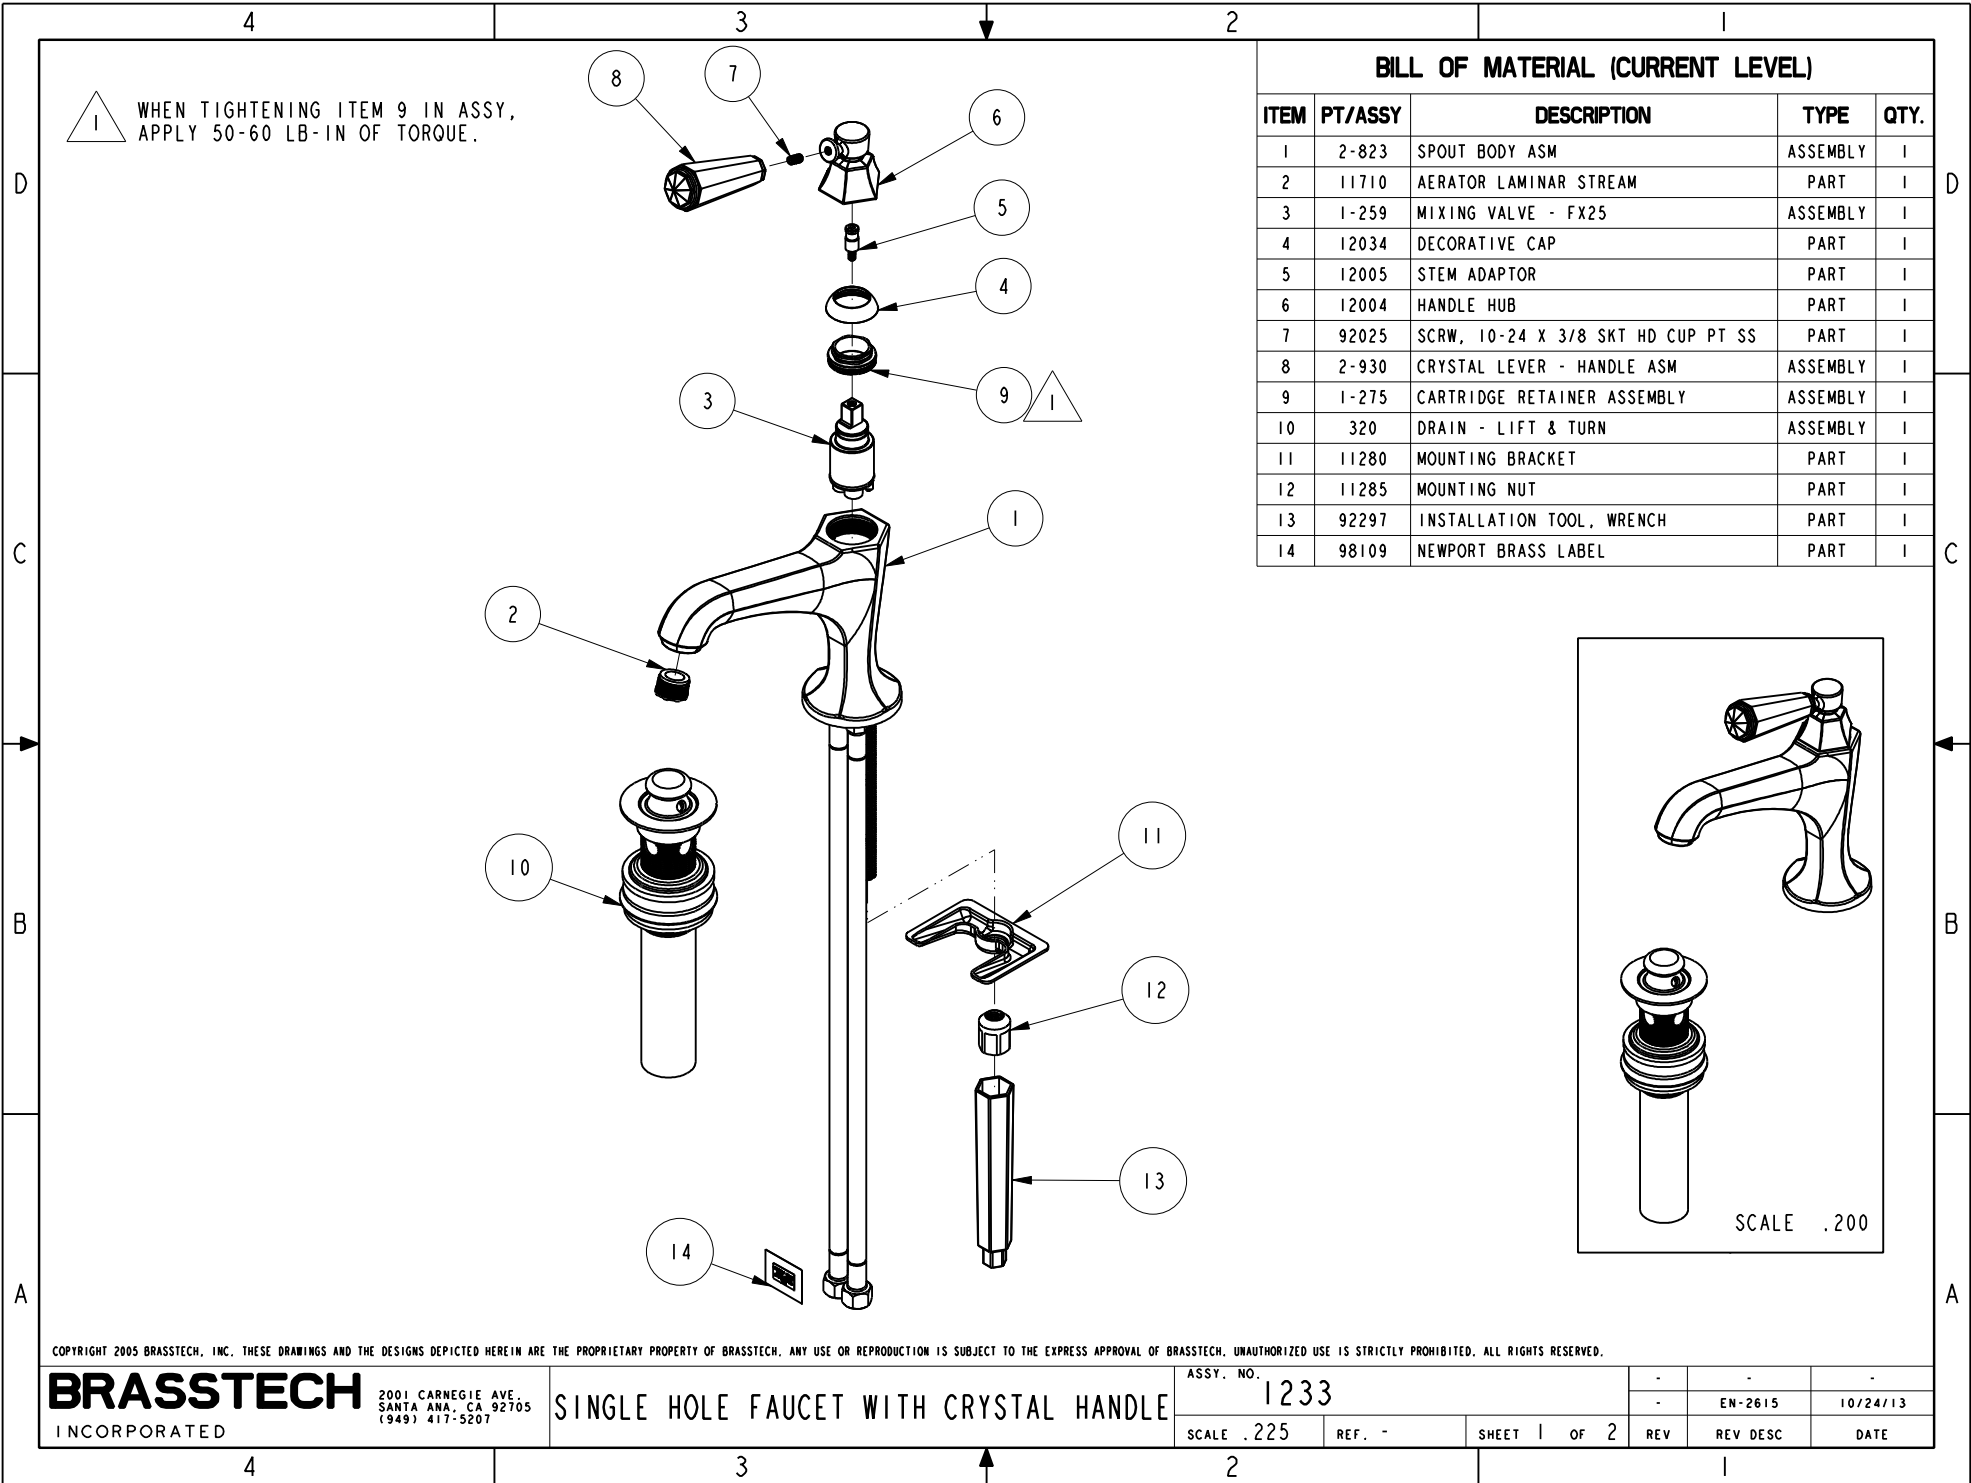 4 3 2 1
BILL OF MATERIAL (CURRENT LEVEL)
ITEM PT/ASSY DESCRIPTION TYPE QTY.
1 2-823 SPOUT BODY ASM ASSEMBLY 1
2 11710 AERATOR LAMINAR STREAM PART 1
3 1-259 MIXING VALVE - FX25 ASSEMBLY 1
4 12034 DECORATIVE CAP PART 1
5 12005 STEM ADAPTOR PART 1
6 12004 HANDLE HUB PART 1
7 92025 SCRW, 10-24 X 3/8 SKT HD CUP PT SS PART 1
8 2-930 CRYSTAL LEVER - HANDLE ASM ASSEMBLY 1
9 1-275 CARTRIDGE RETAINER ASSEMBLY ASSEMBLY 1
10 320 DRAIN - LIFT & TURN ASSEMBLY 1
11 11280 MOUNTING BRACKET PART 1
12 11285 MOUNTING NUT PART 1
13 92297 INSTALLATION TOOL, WRENCH PART 1
14 98109 NEWPORT BRASS LABEL PART 1
1 WHEN TIGHTENING ITEM 9 IN ASSY,
APPLY 50-60 LB-IN OF TORQUE.
8
7
6
5
4
9 1
3
1
2
10
11
12
13
14
D D
C C
B B
A A
SCALE .200
COPYRIGHT 2005 BRASSTECH, INC. THESE DRAWINGS AND THE DESIGNS DEPICTED HEREIN ARE THE PROPRIETARY PROPERTY OF BRASSTECH, ANY USE OR REPRODUCTION IS SUBJECT TO THE EXPRESS APPROVAL OF BRASSTECH, UNAUTHORIZED USE IS STRICTLY PROHIBITED, ALL RIGHTS RESERVED.
BRASSTECH
INCORPORATED
2001 CARNEGIE AVE.
SANTA ANA, CA 92705
(949) 417-5207
SINGLE HOLE FAUCET WITH CRYSTAL HANDLE
ASSY. NO. 1233
SCALE .225 REF. - SHEET 1 OF 2
- - -
- EN-2615 10/24/13
REV REV DESC DATE
4 3 2 1